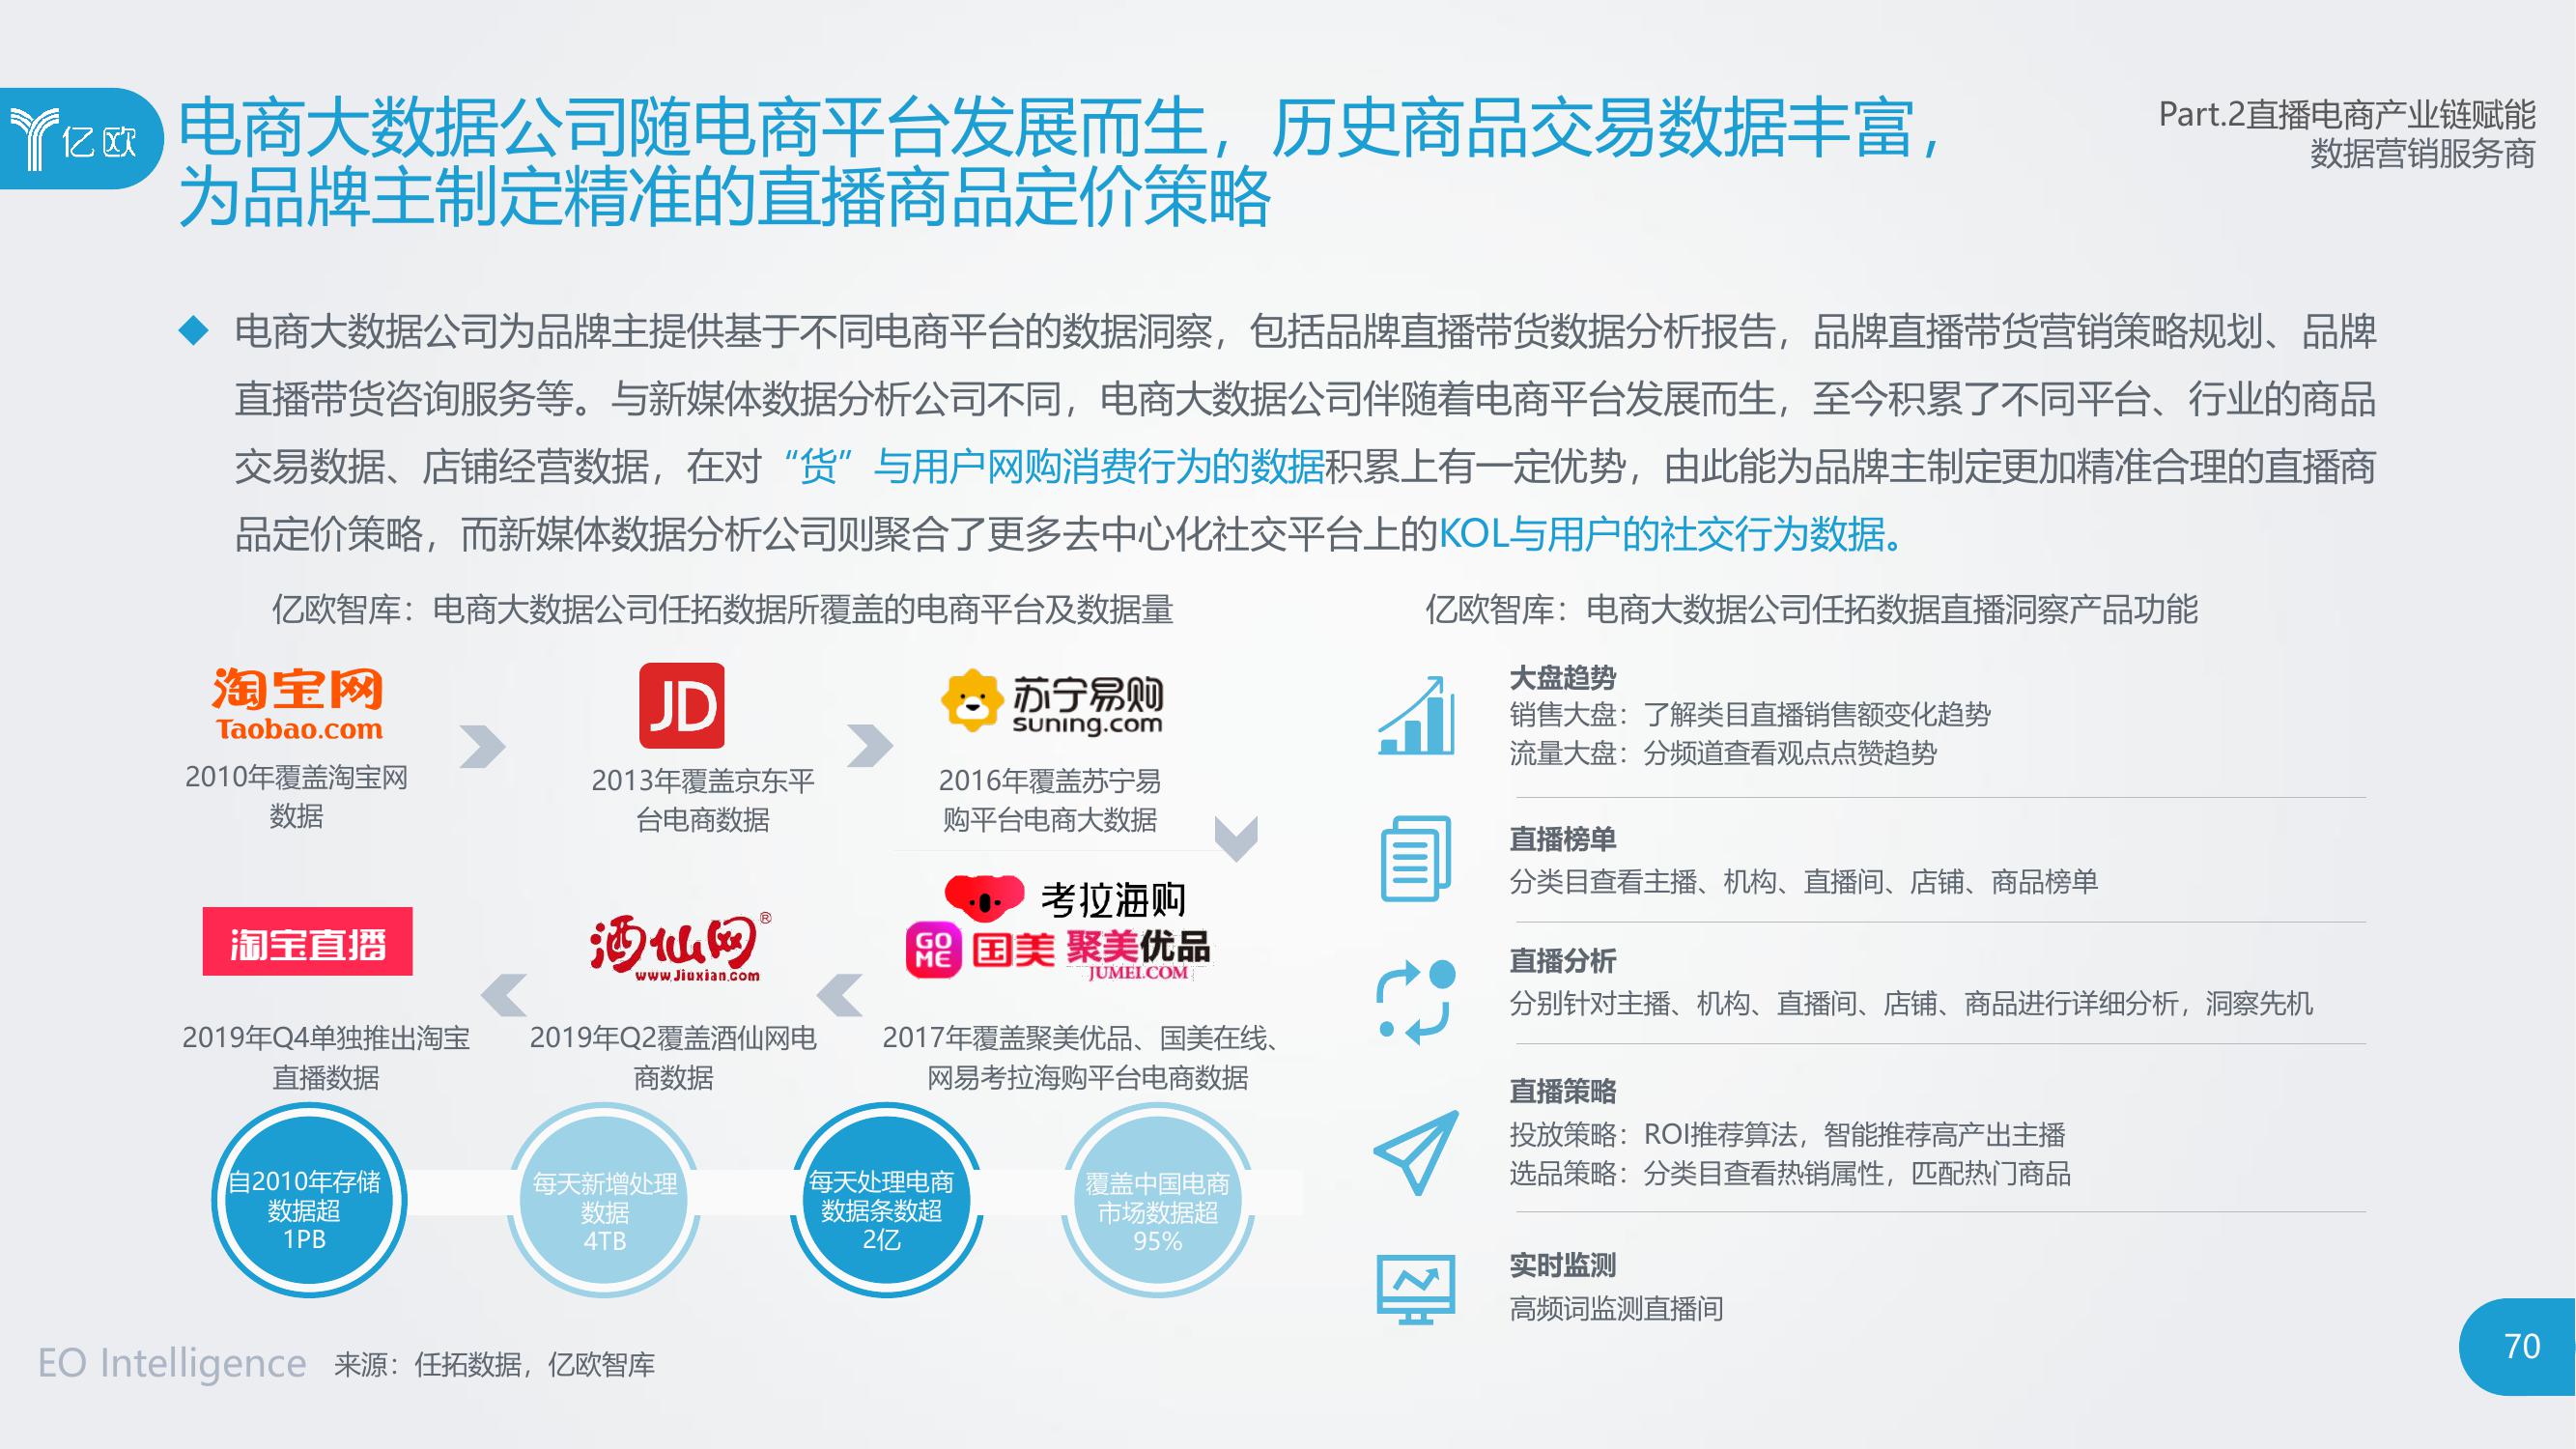 亿欧
电商大数据公司随电商平台发展而生，历史商品交易数据丰富，
为品牌主制定精准的直播商品定价策略
Part.2直播电商产业链赋能
数据营销服务商
电商大数据公司为品牌主提供基于不同电商平台的数据洞察，包括品牌直播带货数据分析报告，品牌直播带货营销策略规划、品牌
直播带货咨询服务等。与新媒体数据分析公司不同，电商大数据公司伴随着电商平台发展而生，至今积累了不同平台、行业的商品
交易数据、店铺经营数据，在对“货”与用户网购消费行为的数据积累上有一定优势，由此能为品牌主制定更加精准合理的直播商
品定价策略，而新媒体数据分析公司则聚合了更多去中心化社交平台上的KOL与用户的社交行为数据。
亿欧智库：电商大数据公司任拓数据所覆盖的电商平台及数据量
淘宝网
Taobao.com
2010年覆盖淘宝网
数据
JD
2013年覆盖京东平
台电商数据
苏宁易购
suning.com
2016年覆盖苏宁易
购平台电商大数据
考拉海购
GO
ME
国美
聚美优品
JUMEI.COM
2017年覆盖聚美优品、国美在线、
网易考拉海购平台电商数据
酒仙网®
www.Jiuxian.com
2019年Q2覆盖酒仙网电
商数据
淘宝直播
2019年Q4单独推出淘宝
直播数据
自2010年存储
数据超
1PB
每天新增处理
数据
4TB
每天处理电商
数据条数超
2亿
覆盖中国电商
市场数据超
95%
亿欧智库：电商大数据公司任拓数据直播洞察产品功能
大盘趋势
销售大盘：了解类目直播销售额变化趋势
流量大盘：分频道查看观点点赞趋势
直播榜单
分类目查看主播、机构、直播间、店铺、商品榜单
直播分析
分别针对主播、机构、直播间、店铺、商品进行详细分析，洞察先机
直播策略
投放策略：ROI推荐算法，智能推荐高产出主播
选品策略：分类目查看热销属性，匹配热门商品
实时监测
高频词监测直播间
EO Intelligence
来源：任拓数据，亿欧智库
70